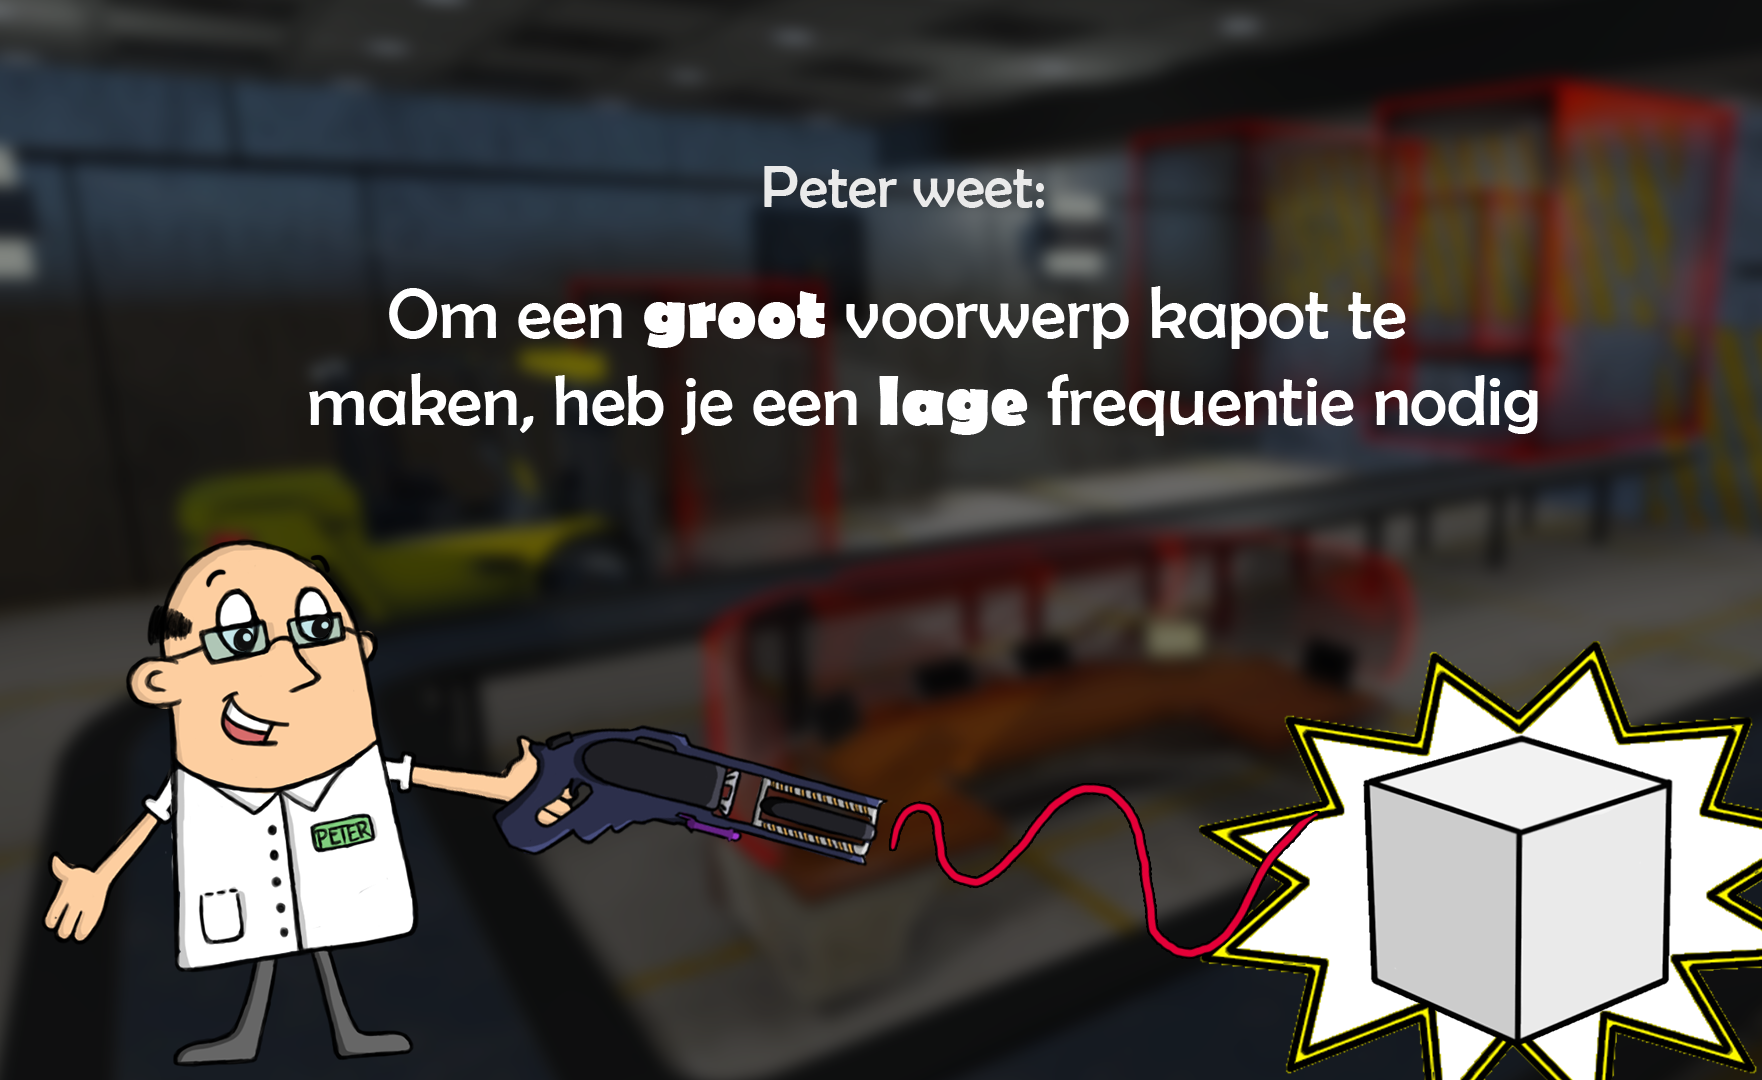 Peter weet:
Om een groot voorwerp kapot te
maken, heb je een lage frequentie nodig
PETER